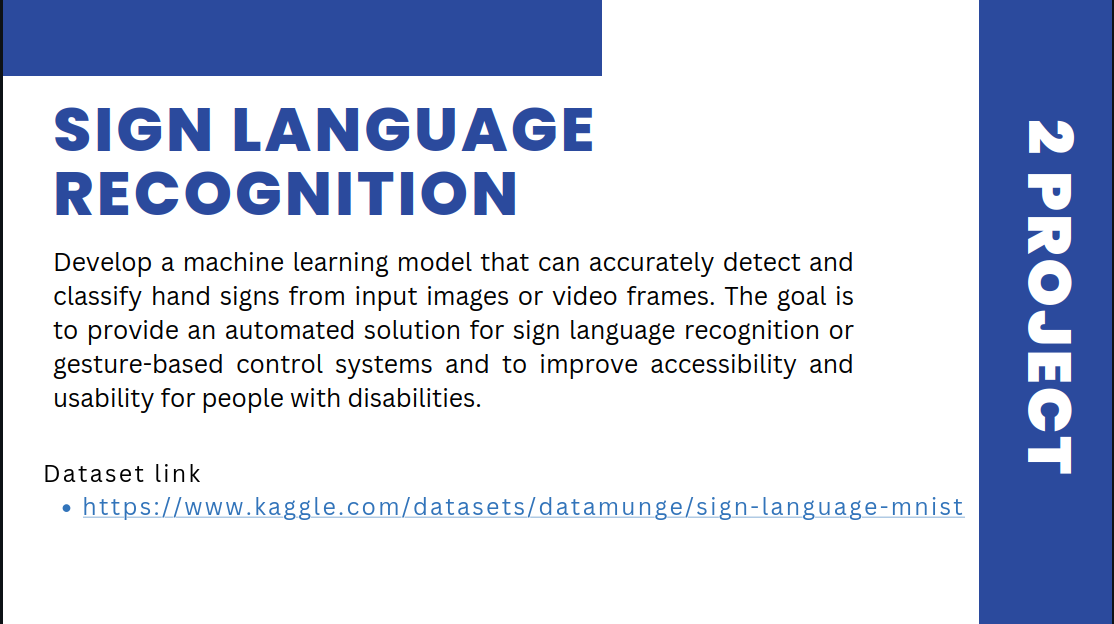 SIGN LANGUAGE
RECOGNITION
Develop a machine learning model that can accurately detect and
classify hand signs from input images or video frames. The goal is
to provide an automated solution for sign language recognition or
gesture-based control systems and to improve accessibility and
usability for people with disabilities.
Dataset link
• https://www.kaggle.com/datasets/datamunge/sign-language-mnist
2 PROJECT